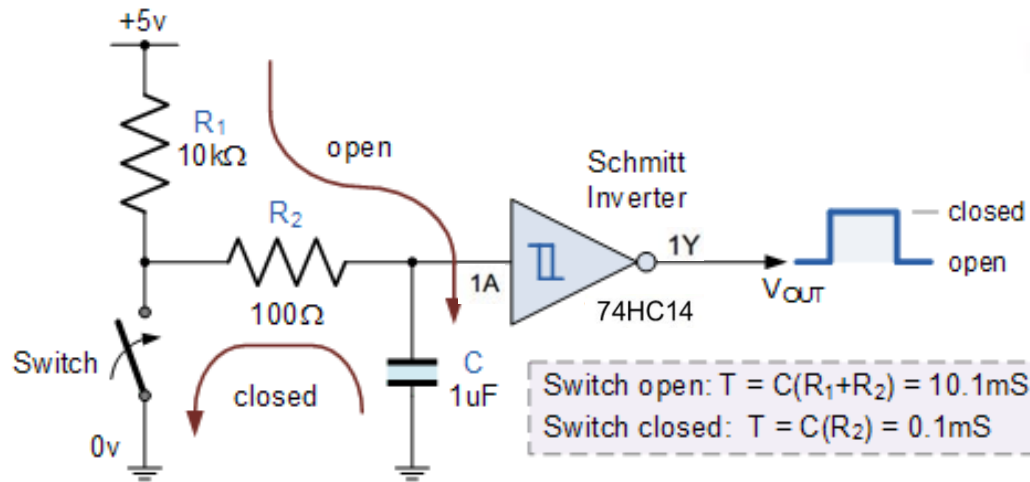 +5v
R₁
10kΩ
open
R₂
100Ω
Schmitt
Inverter
1A
1Y
74HC14
V_OUT
closed
open
Switch
closed
C
1uF
0v
Switch open: T = C(R₁+R₂) = 10.1mS
Switch closed: T = C(R₂) = 0.1mS